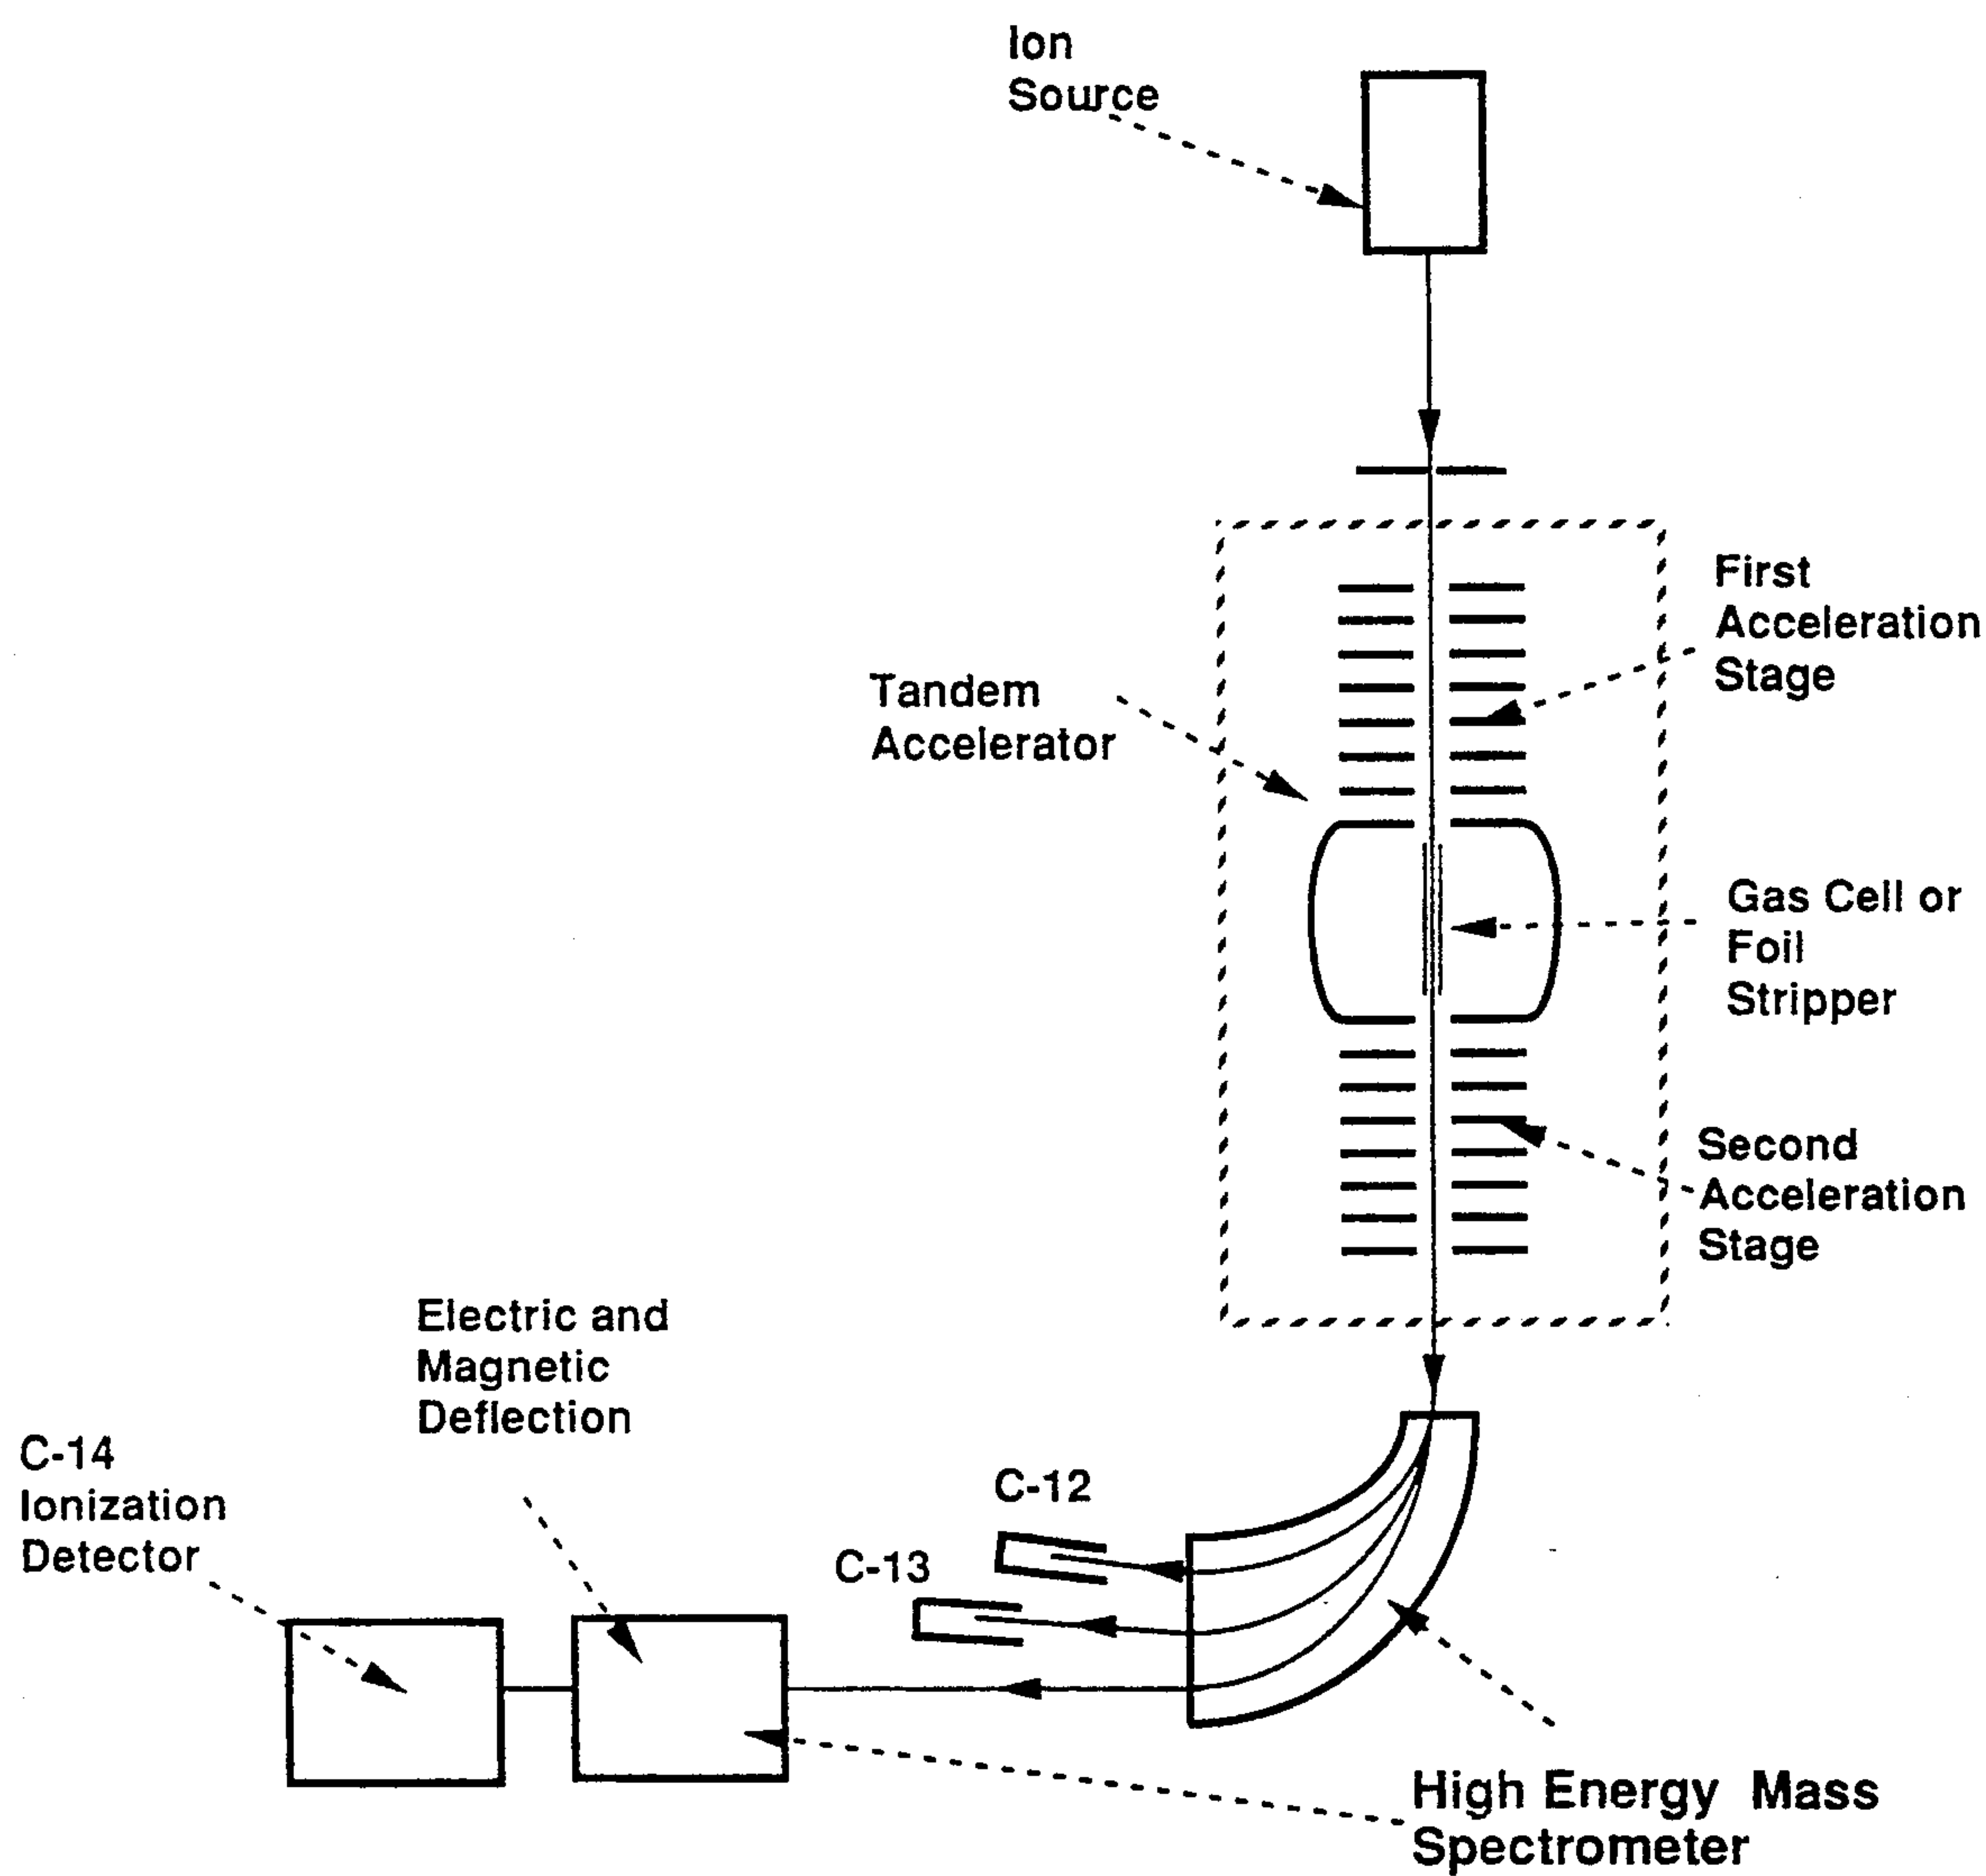 Ion
Source
First
Acceleration
Stage
Tandem
Accelerator
Gas Cell or
Foil
Stripper
Second
Acceleration
Stage
Electric and
Magnetic
Deflection
C-14
Ionization
Detector
C-12
C-13
High Energy Mass
Spectrometer